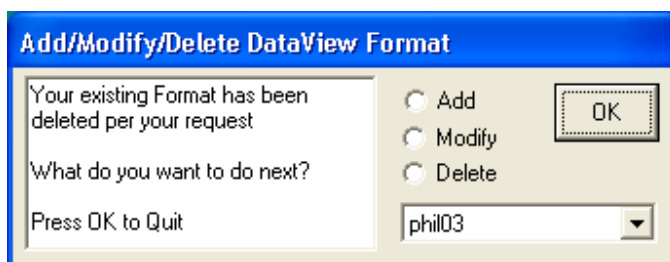 Add/Modify/Delete DataView Format
Your existing Format has been
deleted per your request
What do you want to do next?
Press OK to Quit
Add
Modify
Delete
OK
phil03